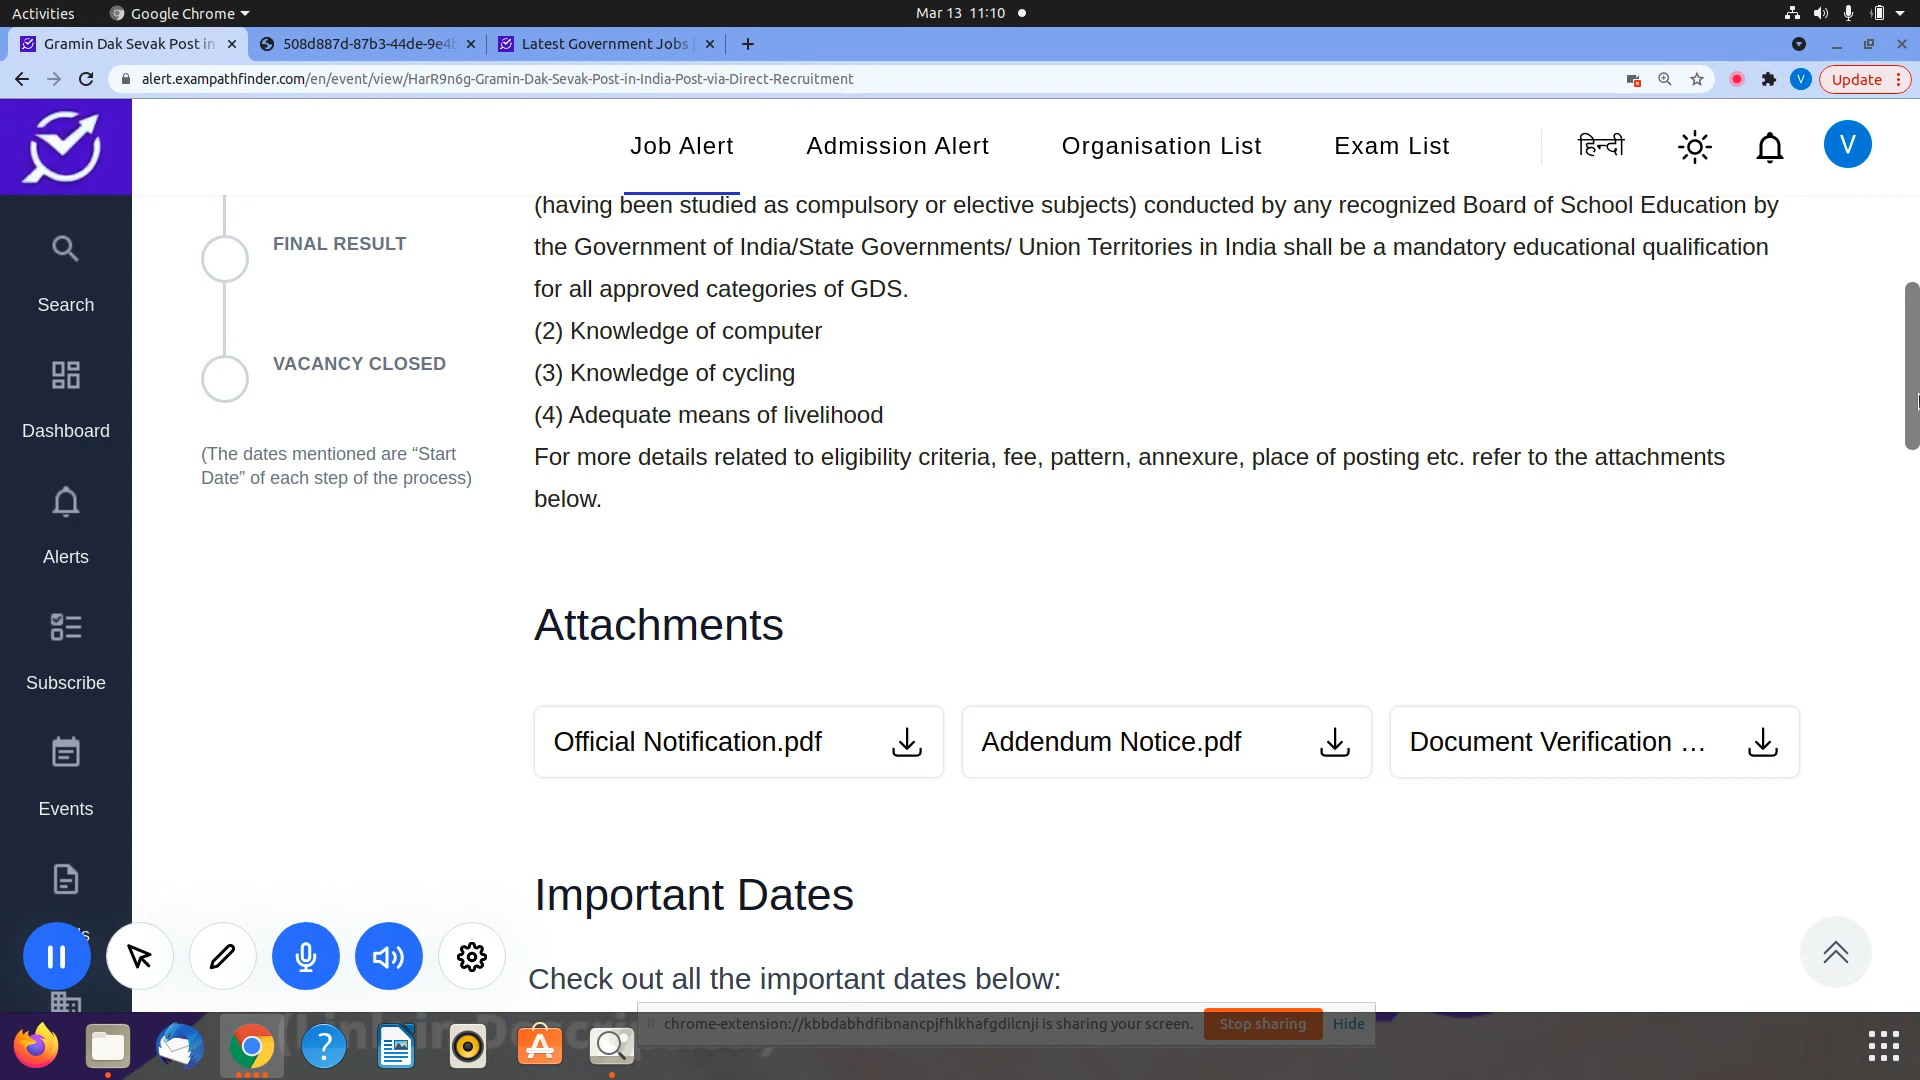 Activities
Google Chrome
Mar 13 11:10
Gramin Dak Sevak Post in
508d887d-87b3-44de-9e4
Latest Government Jobs
alert.exampathfinder.com/en/event/view/HarR9n6g-Gramin-Dak-Sevak-Post-in-India-Post-via-Direct-Recruitment
V
Update
Job Alert
Admission Alert
Organisation List
Exam List
हिन्दी
V
Search
Dashboard
Alerts
Subscribe
Events
FINAL RESULT
VACANCY CLOSED
(The dates mentioned are “Start
Date” of each step of the process)
(having been studied as compulsory or elective subjects) conducted by any recognized Board of School Education by
the Government of India/State Governments/ Union Territories in India shall be a mandatory educational qualification
for all approved categories of GDS.
(2) Knowledge of computer
(3) Knowledge of cycling
(4) Adequate means of livelihood
For more details related to eligibility criteria, fee, pattern, annexure, place of posting etc. refer to the attachments
below.
Attachments
Official Notification.pdf
Addendum Notice.pdf
Document Verification …
Important Dates
Check out all the important dates below:
chrome-extension://kbbdabhdfibnancpjfhlkhafgdilcnji is sharing your screen.
Stop sharing
Hide